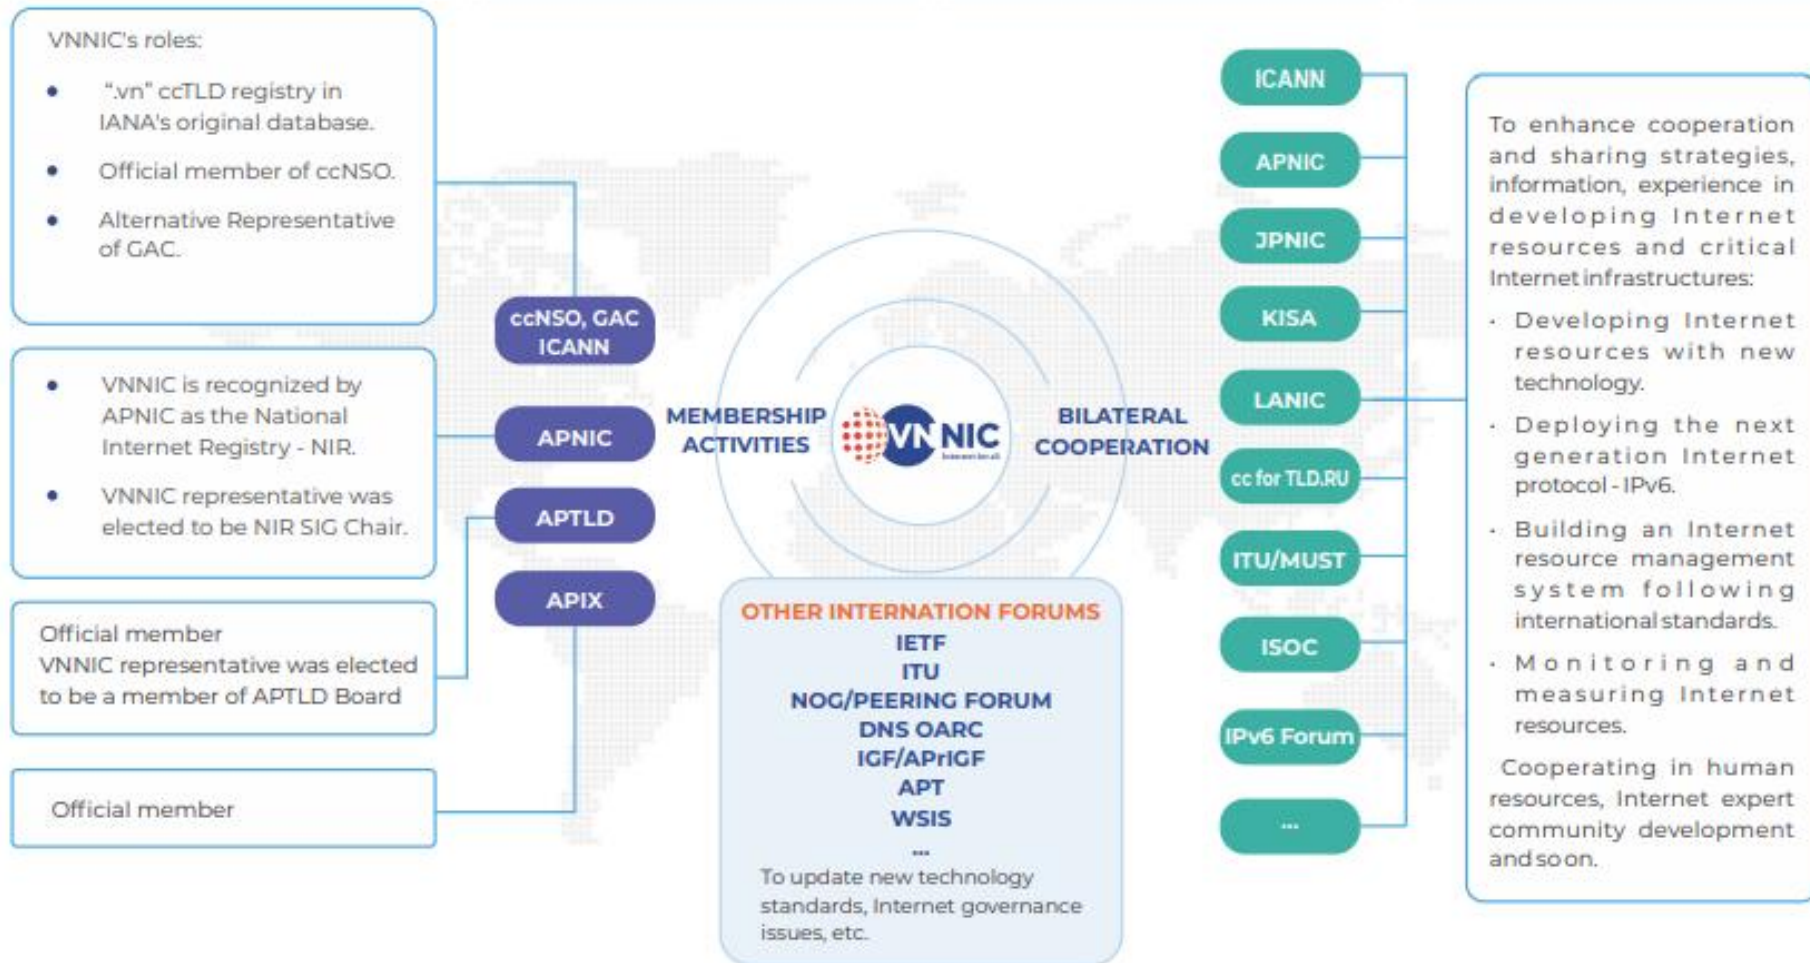 VNNIC's roles:
• ".vn" ccTLD registry in
IANA's original database.
• Official member of ccNSO.
• Alternative Representative
of GAC.
• VNNIC is recognized by
APNIC as the National
Internet Registry - NIR.
• VNNIC representative was
elected to be NIR SIG Chair.
Official member
VNNIC representative was elected
to be a member of APTLD Board
Official member
ccNSO, GAC
ICANN
APNIC
APTLD
APIX
MEMBERSHIP
ACTIVITIES
VNNIC
Internet for all
BILATERAL
COOPERATION
OTHER INTERNATION FORUMS
IETF
ITU
NOG/PEERING FORUM
DNS OARC
IGF/APrIGF
APT
WSIS
...
To update new technology
standards, Internet governance
issues, etc.
ICANN
APNIC
JPNIC
KISA
LANIC
cc for TLD.RU
ITU/MUST
ISOC
IPv6 Forum
...
To enhance cooperation
and sharing strategies,
information, experience in
developing Internet
resources and critical
Internet infrastructures:
· Developing Internet
resources with new
technology.
· Deploying the next
generation Internet
protocol - IPv6.
· Building an Internet
resource management
system following
international standards.
· Monitoring and
measuring Internet
resources.
Cooperating in human
resources, Internet expert
community development
and so on.